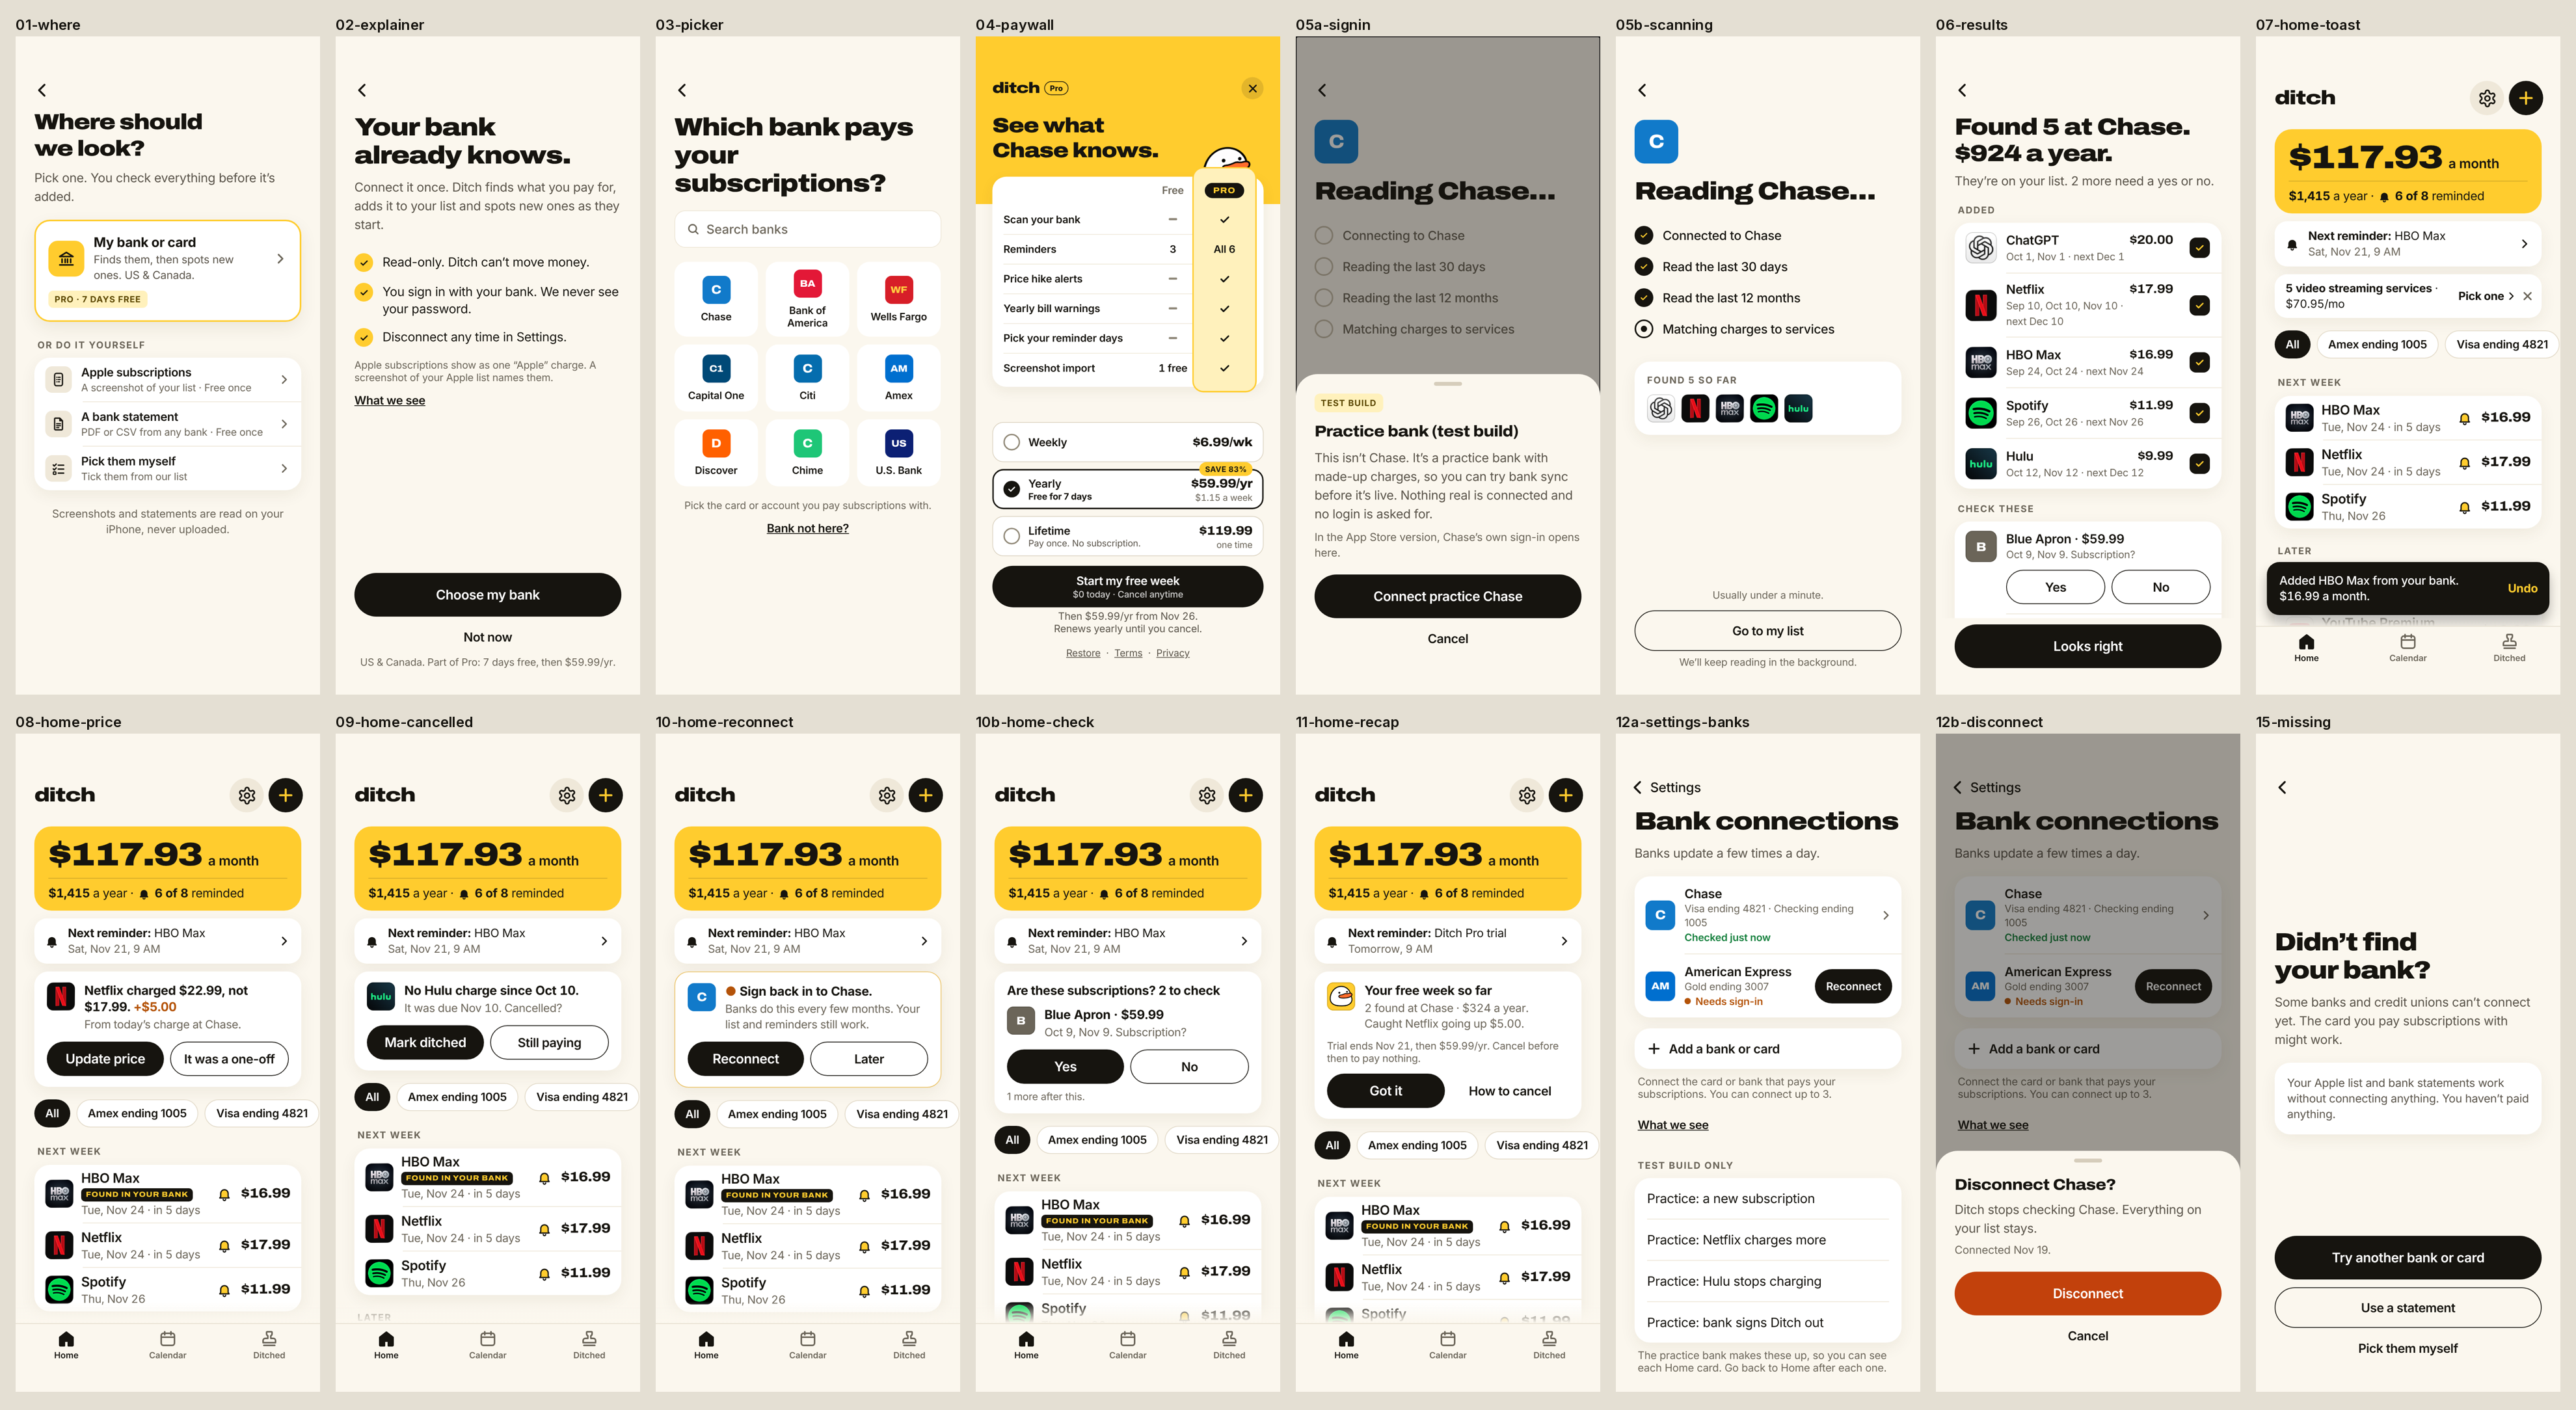 01-where
Where should
we look?
Pick one. You check everything before it's
added.
My bank or card
Finds them, then spots new
ones. US & Canada.
PRO · 7 DAYS FREE
OR DO IT YOURSELF
Apple subscriptions
A screenshot of your list · Free once
A bank statement
PDF or CSV from any bank · Free once
Pick them myself
Tick them from our list
Screenshots and statements are read on your
iPhone, never uploaded.
02-explainer
Your bank
already knows.
Connect it once. Ditch finds what you pay for,
adds it to your list and spots new ones as they
start.
Read-only. Ditch can't move money.
You sign in with your bank. We never see
your password.
Disconnect any time in Settings.
Apple subscriptions show as one “Apple” charge. A
screenshot of your Apple list names them.
What we see
Choose my bank
Not now
US & Canada. Part of Pro: 7 days free, then $59.99/yr.
03-picker
Which bank pays
your
subscriptions?
Search banks
C
Chase
BA
Bank of
America
WF
Wells Fargo
C1
Capital One
C
Citi
AM
Amex
D
Discover
C
Chime
US
U.S. Bank
Pick the card or account you pay subscriptions with.
Bank not here?
04-paywall
ditch Pro
See what
Chase knows.
Free PRO
Scan your bank –
Reminders 3 All 6
Price hike alerts –
Yearly bill warnings –
Pick your reminder days –
Screenshot import 1 free
Weekly $6.99/wk
SAVE 83%
Yearly $59.99/yr
Free for 7 days $1.15 a week
Lifetime $119.99
Pay once. No subscription. one time
Start my free week
$0 today · Cancel anytime
Then $59.99/yr from Nov 26.
Renews yearly until you cancel.
Restore · Terms · Privacy
05a-signin
C
Reading Chase...
Connecting to Chase
Reading the last 30 days
Reading the last 12 months
Matching charges to services
TEST BUILD
Practice bank (test build)
This isn't Chase. It's a practice bank with
made-up charges, so you can try bank sync
before it's live. Nothing real is connected and
no login is asked for.
In the App Store version, Chase's own sign-in opens
here.
Connect practice Chase
Cancel
05b-scanning
C
Reading Chase...
Connected to Chase
Read the last 30 days
Read the last 12 months
Matching charges to services
FOUND 5 SO FAR
N
HBO
max
hulu
Usually under a minute.
Go to my list
We'll keep reading in the background.
06-results
Found 5 at Chase.
$924 a year.
They're on your list. 2 more need a yes or no.
ADDED
ChatGPT $20.00
Oct 1, Nov 1 · next Dec 1
N
Netflix $17.99
Sep 10, Oct 10, Nov 10 ·
next Dec 10
HBO
max
HBO Max $16.99
Sep 24, Oct 24 · next Nov 24
Spotify $11.99
Sep 26, Oct 26 · next Nov 26
hulu
Hulu $9.99
Oct 12, Nov 12 · next Dec 12
CHECK THESE
B
Blue Apron · $59.99
Oct 9, Nov 9. Subscription?
Yes No
Looks right
07-home-toast
ditch
$117.93 a month
$1,415 a year · 6 of 8 reminded
Next reminder: HBO Max
Sat, Nov 21, 9 AM
5 video streaming services ·
$70.95/mo
Pick one
All Amex ending 1005 Visa ending 4821
NEXT WEEK
HBO
max
HBO Max $16.99
Tue, Nov 24 · in 5 days
N
Netflix $17.99
Tue, Nov 24 · in 5 days
Spotify $11.99
Thu, Nov 26
LATER
Added HBO Max from your bank.
$16.99 a month.
Undo
YouTube Premium
Home Calendar Ditched
08-home-price
ditch
$117.93 a month
$1,415 a year · 6 of 8 reminded
Next reminder: HBO Max
Sat, Nov 21, 9 AM
N
Netflix charged $22.99, not
$17.99. +$5.00
From today's charge at Chase.
Update price It was a one-off
All Amex ending 1005 Visa ending 4821
NEXT WEEK
HBO
max
HBO Max $16.99
FOUND IN YOUR BANK
Tue, Nov 24 · in 5 days
N
Netflix $17.99
Tue, Nov 24 · in 5 days
Spotify $11.99
Thu, Nov 26
Home Calendar Ditched
09-home-cancelled
ditch
$117.93 a month
$1,415 a year · 6 of 8 reminded
Next reminder: HBO Max
Sat, Nov 21, 9 AM
hulu
No Hulu charge since Oct 10.
It was due Nov 10. Cancelled?
Mark ditched Still paying
All Amex ending 1005 Visa ending 4821
NEXT WEEK
HBO
max
HBO Max $16.99
FOUND IN YOUR BANK
Tue, Nov 24 · in 5 days
N
Netflix $17.99
Tue, Nov 24 · in 5 days
Spotify $11.99
Thu, Nov 26
LATER
Home Calendar Ditched
10-home-reconnect
ditch
$117.93 a month
$1,415 a year · 6 of 8 reminded
Next reminder: HBO Max
Sat, Nov 21, 9 AM
C
Sign back in to Chase.
Banks do this every few months. Your
list and reminders still work.
Reconnect Later
All Amex ending 1005 Visa ending 4821
NEXT WEEK
HBO
max
HBO Max $16.99
FOUND IN YOUR BANK
Tue, Nov 24 · in 5 days
N
Netflix $17.99
Tue, Nov 24 · in 5 days
Spotify $11.99
Thu, Nov 26
Home Calendar Ditched
10b-home-check
ditch
$117.93 a month
$1,415 a year · 6 of 8 reminded
Next reminder: HBO Max
Sat, Nov 21, 9 AM
Are these subscriptions? 2 to check
B
Blue Apron · $59.99
Oct 9, Nov 9. Subscription?
Yes No
1 more after this.
All Amex ending 1005 Visa ending 4821
NEXT WEEK
HBO
max
HBO Max $16.99
FOUND IN YOUR BANK
Tue, Nov 24 · in 5 days
N
Netflix $17.99
Tue, Nov 24 · in 5 days
Spotify $11.99
Home Calendar Ditched
11-home-recap
ditch
$117.93 a month
$1,415 a year · 6 of 8 reminded
Next reminder: Ditch Pro trial
Tomorrow, 9 AM
Your free week so far
2 found at Chase · $324 a year.
Caught Netflix going up $5.00.
Trial ends Nov 21, then $59.99/yr. Cancel before
then to pay nothing.
Got it How to cancel
All Amex ending 1005 Visa ending 4821
NEXT WEEK
HBO
max
HBO Max $16.99
FOUND IN YOUR BANK
Tue, Nov 24 · in 5 days
N
Netflix $17.99
Tue, Nov 24 · in 5 days
Spotify $11.99
Home Calendar Ditched
12a-settings-banks
Settings
Bank connections
Banks update a few times a day.
C
Chase
Visa ending 4821 · Checking ending
1005
Checked just now
AM
American Express
Gold ending 3007
Needs sign-in
Reconnect
Add a bank or card
Connect the card or bank that pays your
subscriptions. You can connect up to 3.
What we see
TEST BUILD ONLY
Practice: a new subscription
Practice: Netflix charges more
Practice: Hulu stops charging
Practice: bank signs Ditch out
The practice bank makes these up, so you can see
each Home card. Go back to Home after each one.
12b-disconnect
Settings
Bank connections
Banks update a few times a day.
C
Chase
Visa ending 4821 · Checking ending
1005
Checked just now
AM
American Express
Gold ending 3007
Needs sign-in
Reconnect
Add a bank or card
Connect the card or bank that pays your
subscriptions. You can connect up to 3.
What we see
Disconnect Chase?
Ditch stops checking Chase. Everything on
your list stays.
Connected Nov 19.
Disconnect
Cancel
15-missing
Didn't find
your bank?
Some banks and credit unions can't connect
yet. The card you pay subscriptions with
might work.
Your Apple list and bank statements work
without connecting anything. You haven't paid
anything.
Try another bank or card
Use a statement
Pick them myself